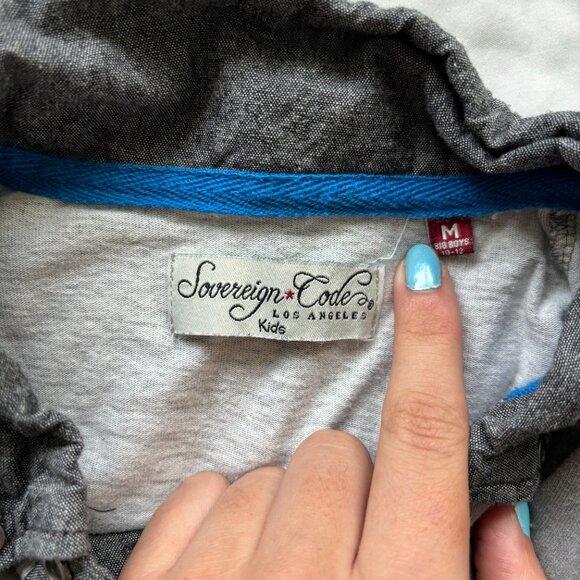 M
BIG BOYS
10-12
Sovereign★Code®
LOS ANGELES
Kids